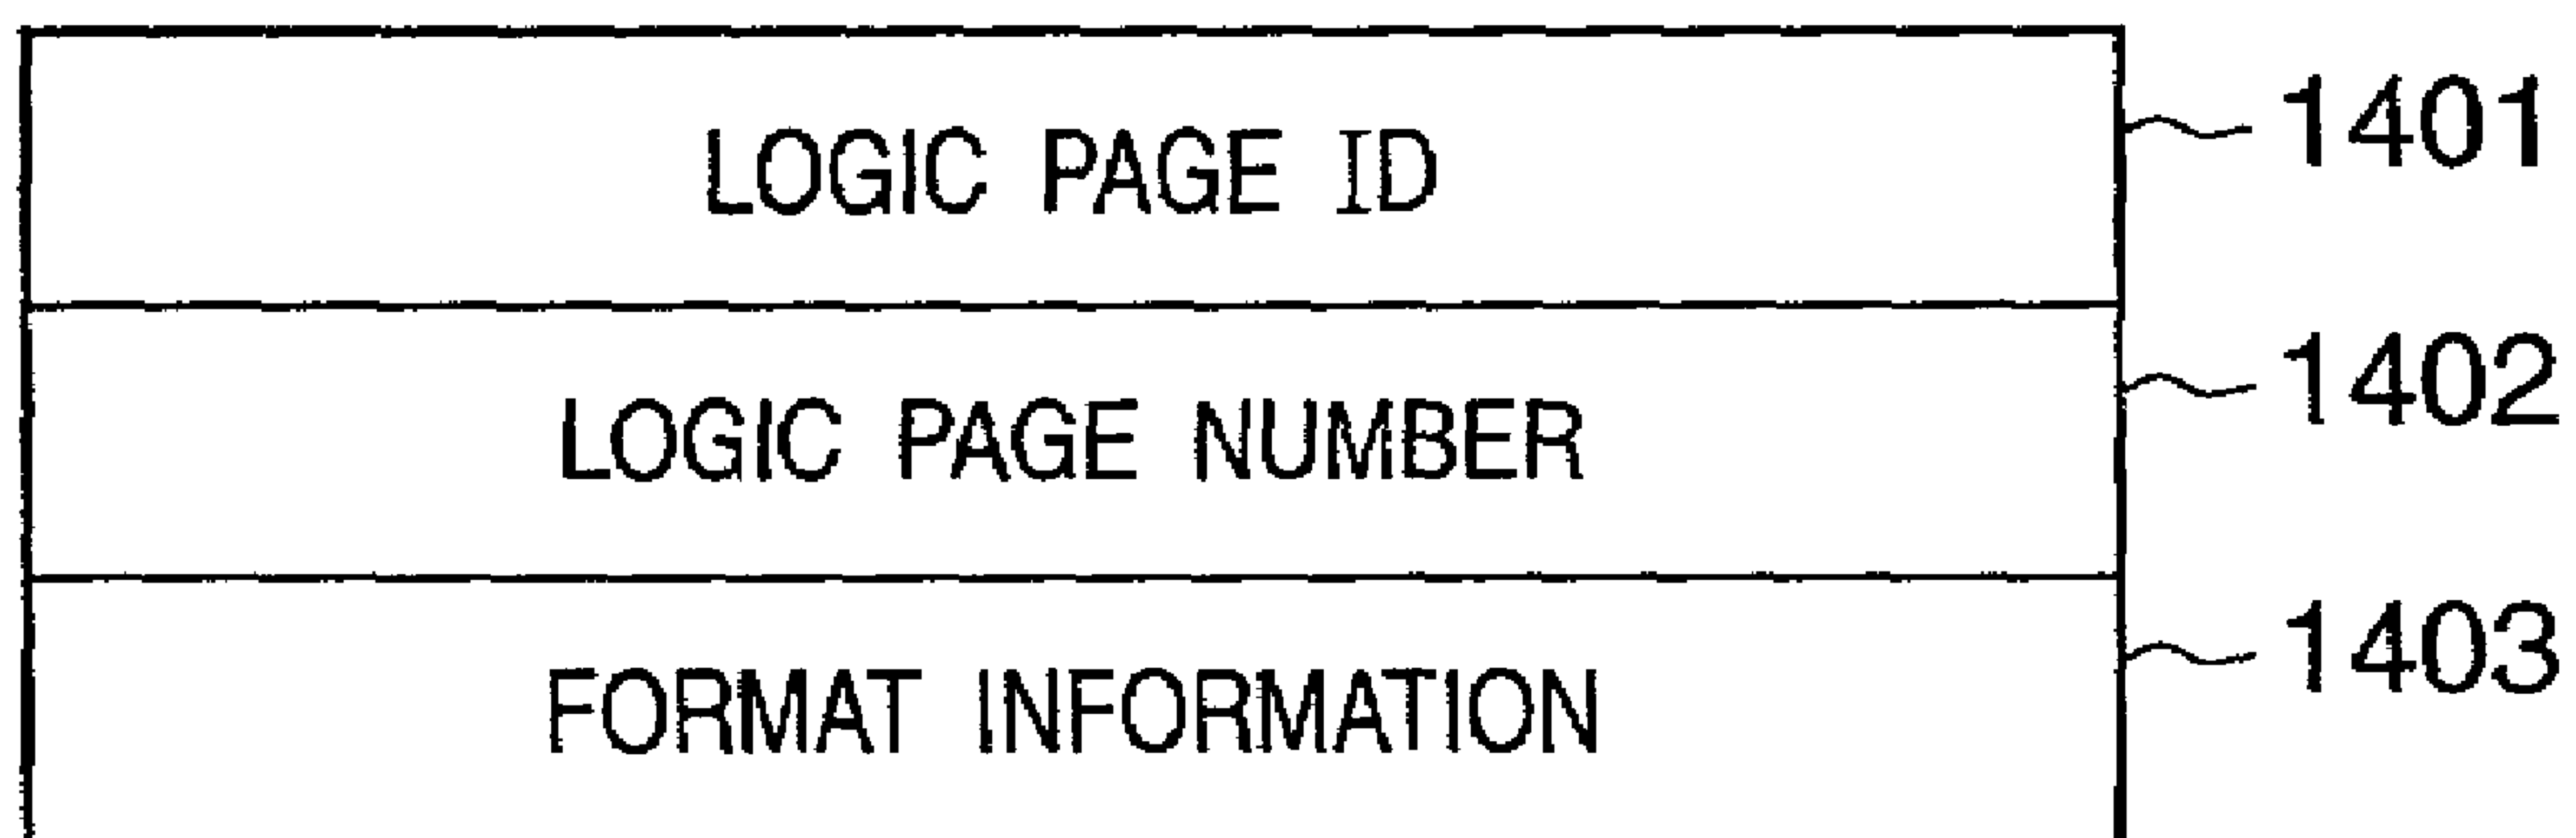 LOGIC PAGE ID 1401
LOGIC PAGE NUMBER 1402
FORMAT INFORMATION 1403